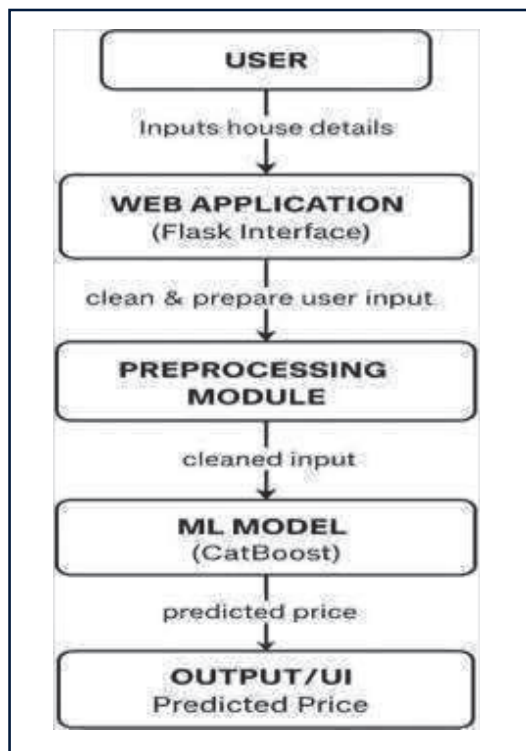 USER
Inputs house details
WEB APPLICATION
(Flask Interface)
clean & prepare user input
PREPROCESSING
MODULE
cleaned input
ML MODEL
(CatBoost)
predicted price
OUTPUT/UI
Predicted Price